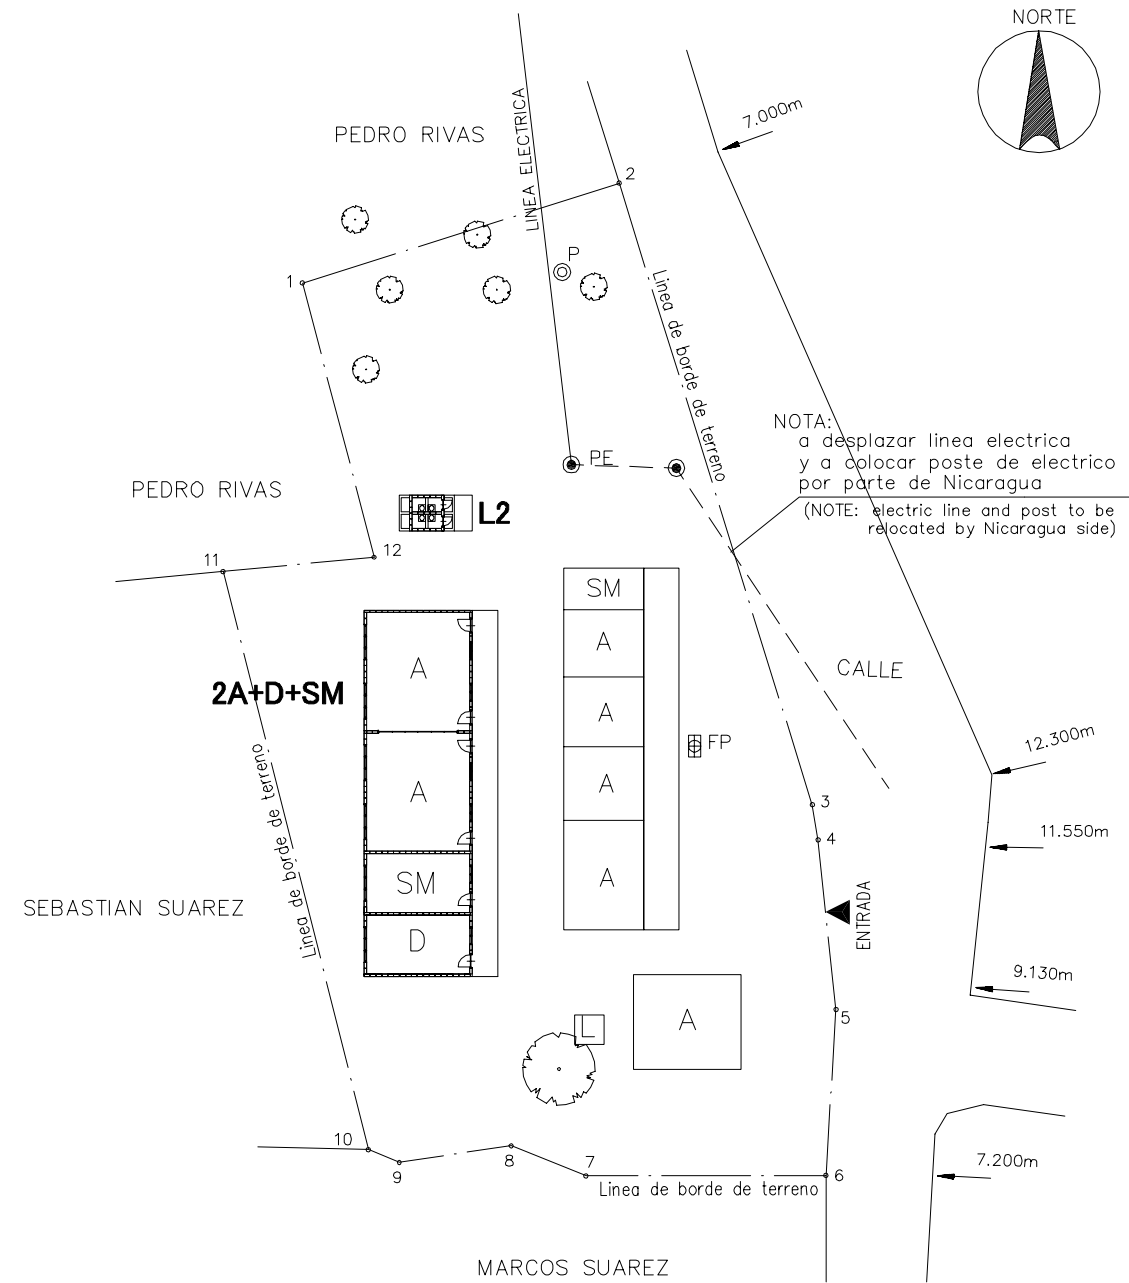 NORTE
7.000m
PEDRO RIVAS
LINEA ELECTRICA
2
P
1
Linea de borde de terreno
NOTA:
a desplazar linea electrica
y a colocar poste de electrico
por parte de Nicaragua
(NOTE: electric line and post to be
relocated by Nicaragua side)
PE
PEDRO RIVAS
L2
12
11
SM
A
A
CALLE
2A+D+SM
A
12.300m
FP
Linea de borde de terreno
A
A
3
11.550m
4
SM
A
SEBASTIAN SUAREZ
ENTRADA
D
9.130m
5
A
L
10
9
8
7
7.200m
6
Linea de borde de terreno
MARCOS SUAREZ